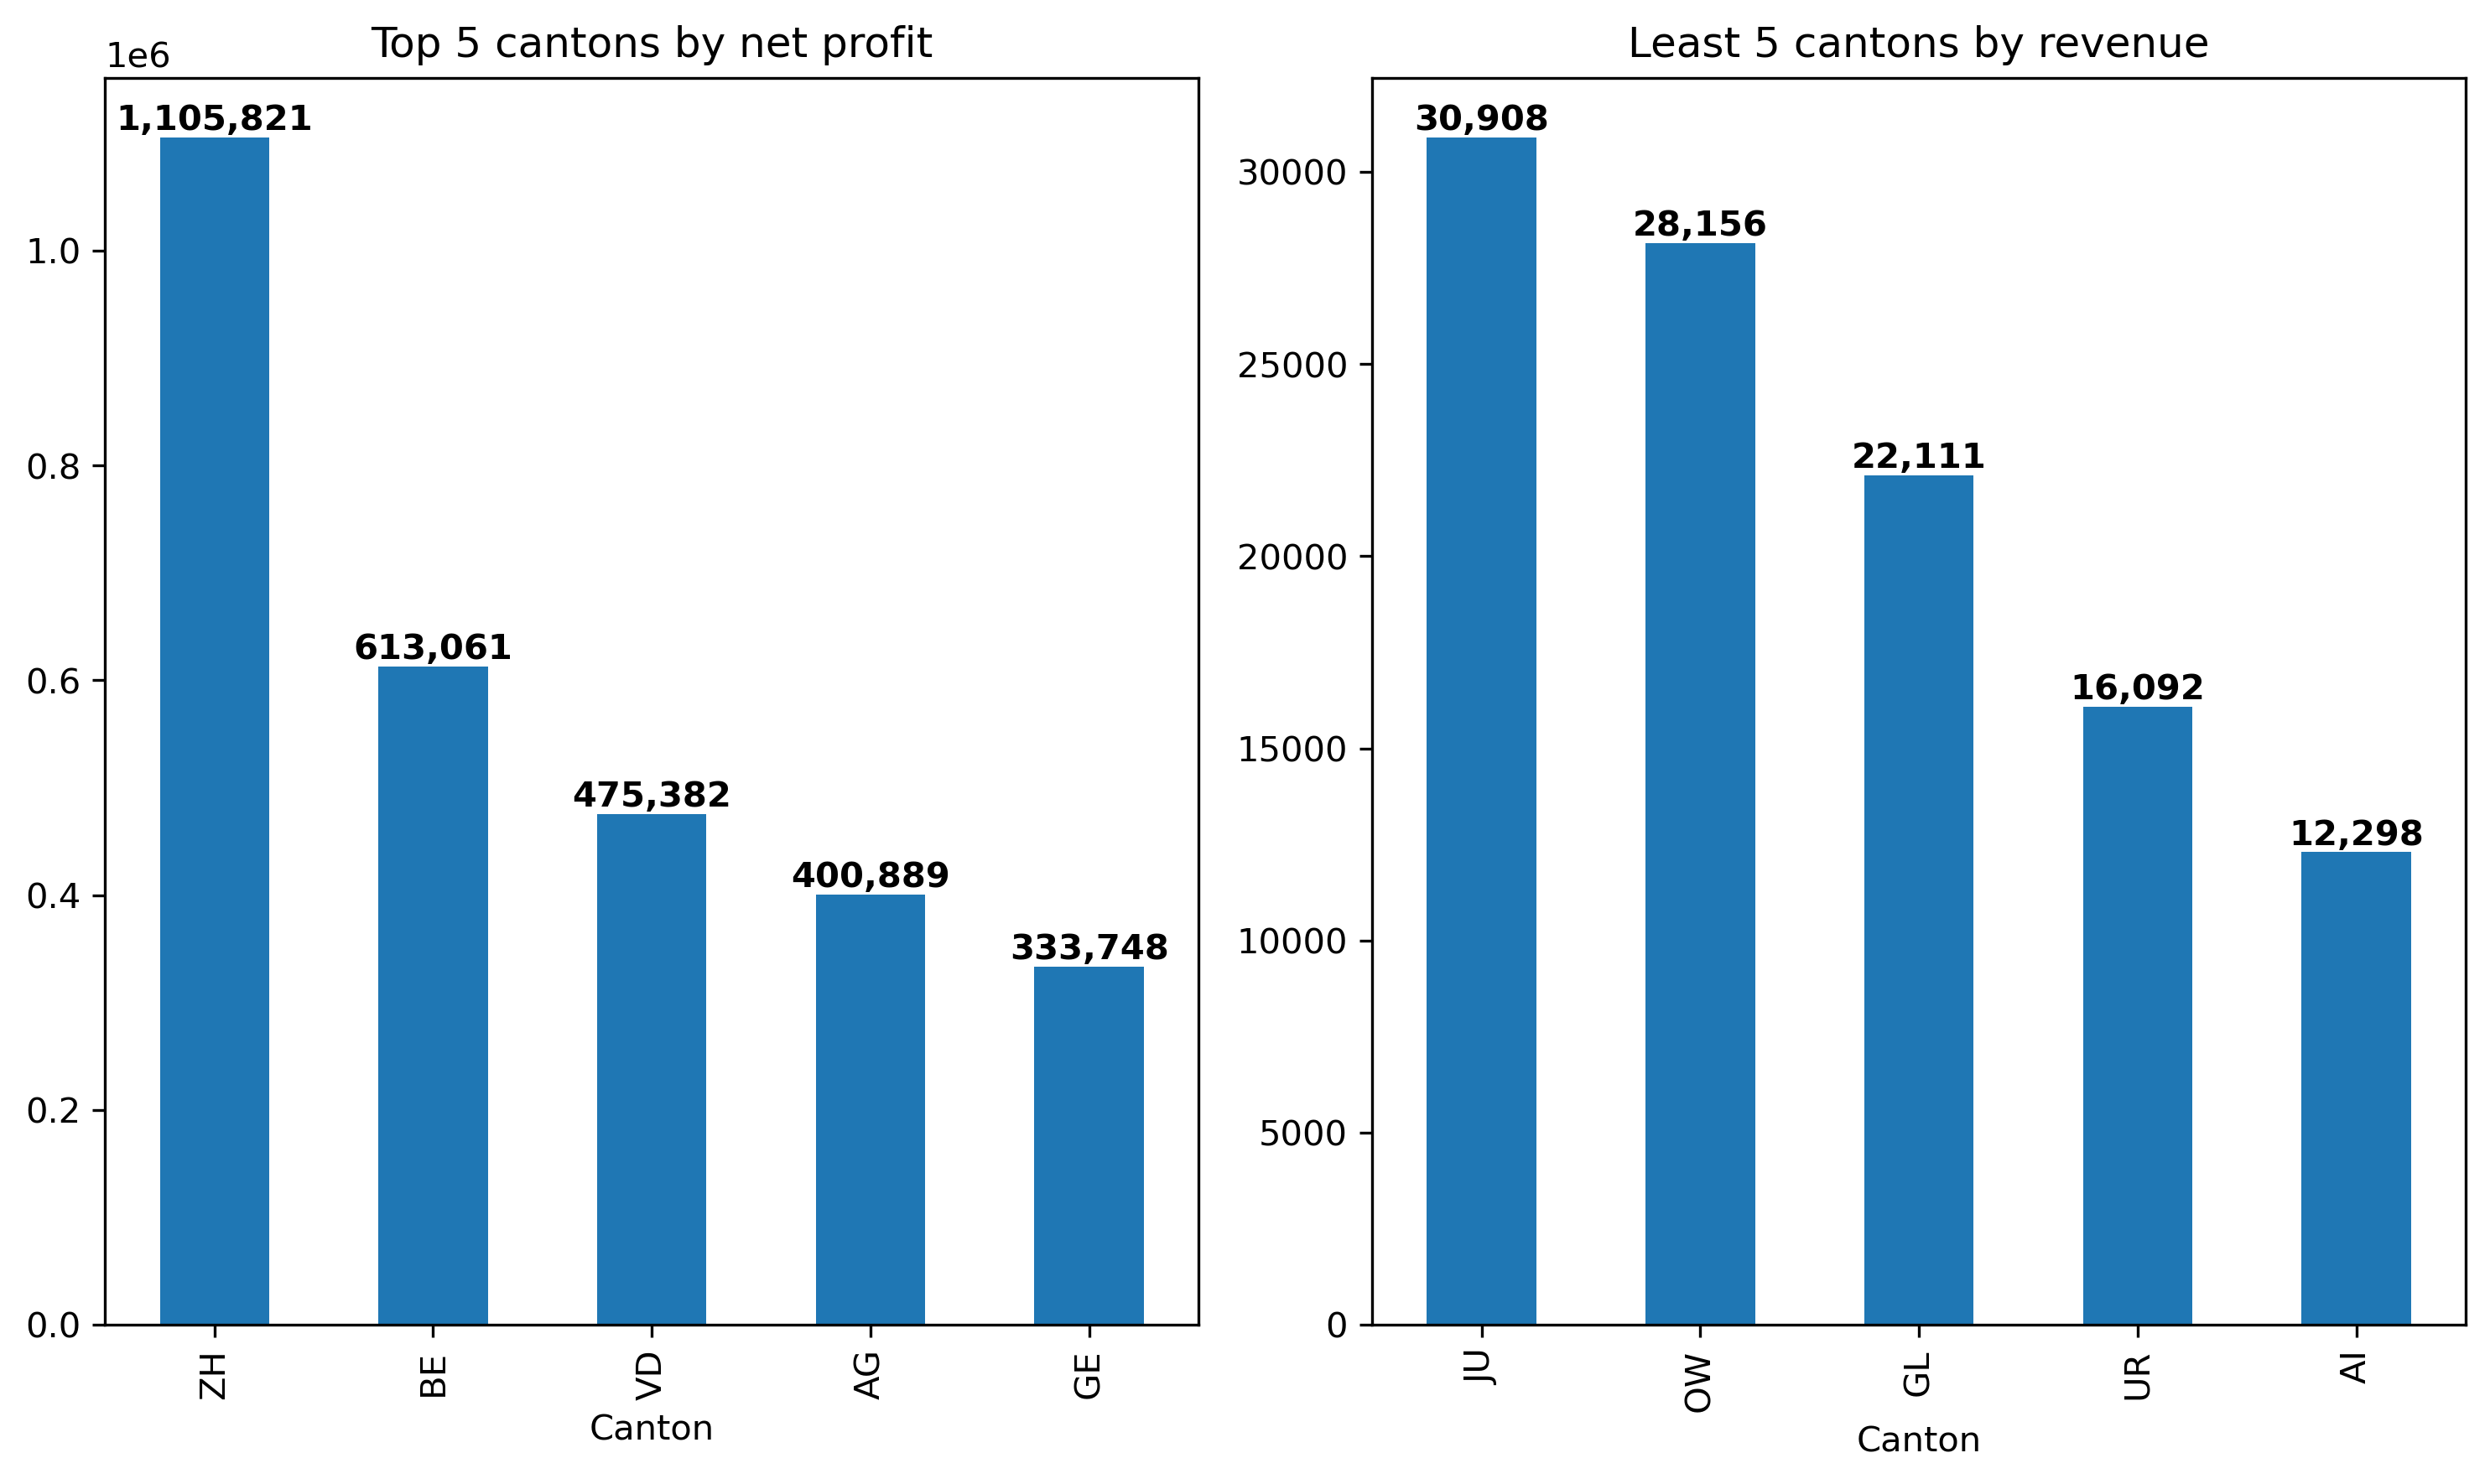 Top 5 cantons by net profit
1e6
1,105,821
613,061
475,382
400,889
333,748
1.0
0.8
0.6
0.4
0.2
0.0
ZH
BE
VD
AG
GE
Canton
Least 5 cantons by revenue
30,908
28,156
22,111
16,092
12,298
30000
25000
20000
15000
10000
5000
0
JU
OW
GL
UR
AI
Canton